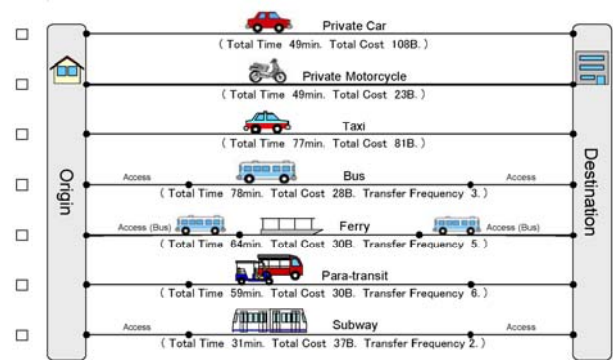 Private Car
( Total Time 49min. Total Cost 108B. )
Private Motorcycle
( Total Time 49min. Total Cost 23B. )
Taxi
( Total Time 77min. Total Cost 81B. )
Origin
Destination
Access Bus Access
( Total Time 78min. Total Cost 28B. Transfer Frequency 3. )
Access (Bus) Ferry Access (Bus)
( Total Time 64min. Total Cost 30B. Transfer Frequency 5. )
Para-transit
( Total Time 59min. Total Cost 30B. Transfer Frequency 6. )
Access Subway Access
( Total Time 31min. Total Cost 37B. Transfer Frequency 2. )